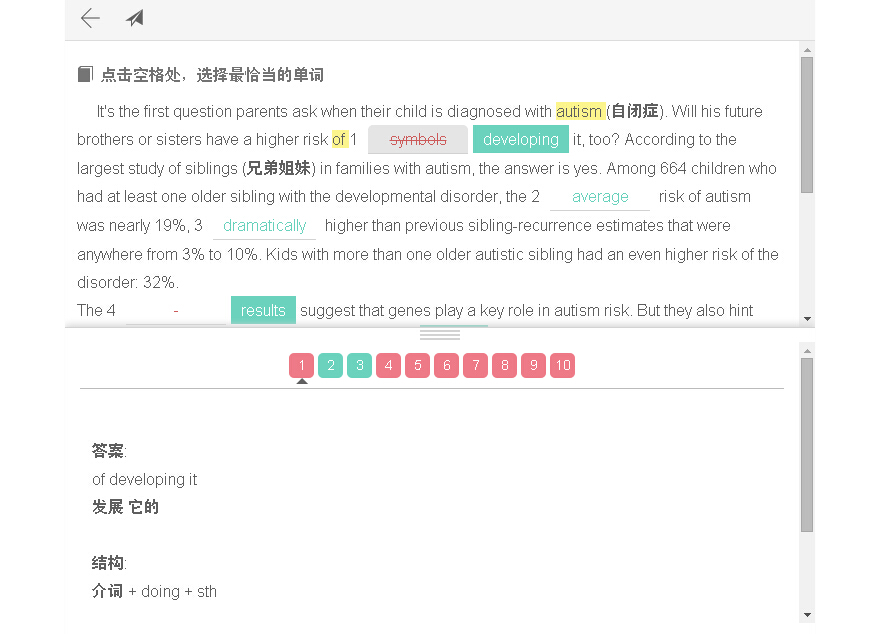 点击空格处，选择最恰当的单词
It's the first question parents ask when their child is diagnosed with autism (自闭症). Will his future
brothers or sisters have a higher risk of 1 symbols developing it, too? According to the
largest study of siblings (兄弟姐妹) in families with autism, the answer is yes. Among 664 children who
had at least one older sibling with the developmental disorder, the 2 average risk of autism
was nearly 19%, 3 dramatically higher than previous sibling-recurrence estimates that were
anywhere from 3% to 10%. Kids with more than one older autistic sibling had an even higher risk of the
disorder: 32%.
The 4 - results suggest that genes play a key role in autism risk. But they also hint
1 2 3 4 5 6 7 8 9 10
答案:
of developing it
发展 它的
结构:
介词 + doing + sth